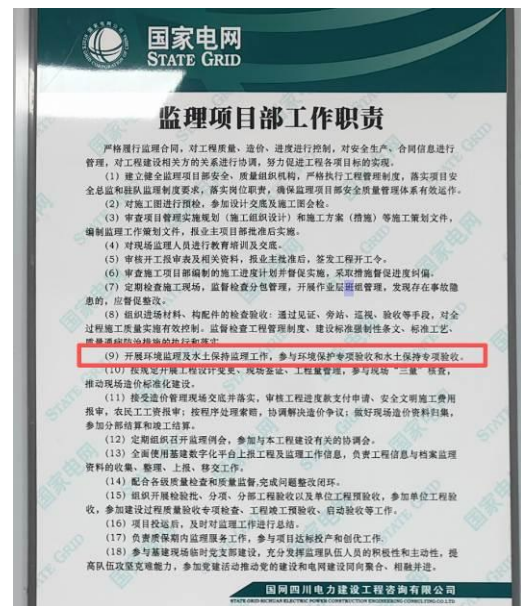 国家电网
STATE GRID
监理项目部工作职责
严格履行监理合同，对工程质量、造价、进度进行控制，对安全生产、合同信息进行
管理，对工程建设相关方的关系进行协调，努力促进工程各项目标的实现。
（1）建立健全监理项目部安全、质量组织机构，严格执行工程管理制度，落实项目安
全总监和驻队监理制度要求，落实岗位职责，确保监理项目部安全质量管理体系有效运作。
（2）对施工图进行预检，参加设计交底及施工图会检。
（3）审查项目管理实施规划（施工组织设计）和施工方案（措施）等施工策划文件，
编制监理工作策划文件，报业主项目部批准后实施。
（4）对现场监理人员进行教育培训及交底。
（5）审核开工报审表及相关资料，报业主批准后，签发工程开工令。
（6）审查施工项目部编制的施工进度计划并督促实施，采取措施督促进度纠偏。
（7）定期检查施工现场，监督检查分包管理，开展作业层班组管理，发现存在事故隐
患的，应督促整改。
（8）组织进场材料、构配件的检查验收；通过见证、旁站、巡视、验收等手段，对全
过程施工质量实施有效控制。监督检查工程管理制度、建设标准强制性条文、标准工艺、
质量通病防治措施的执行和落实。
（9）开展环境监理及水土保持监理工作，参与环境保护专项验收和水土保持专项验收。
（10）按规定开展工程设计变更、现场签证、工程量管理，参与现场“三量”核查，
推动现场造价标准化建设。
（11）接受造价管理现场交底并落实，审核工程进度款支付申请、安全文明施工费用
报审，农民工工资报审；按程序处理索赔，协调解决造价争议；做好现场造价资料归集，
参加分部结算和竣工结算。
（12）定期组织召开监理例会，参加与本工程建设有关的协调会。
（13）全面使用基建数字化平台上报工程及监理工作信息，负责工程信息与档案监理
资料的收集、整理、上报、移交工作。
（14）配合各级质量检查和质量监督,完成问题整改闭环。
（15）组织开展检验批、分项、分部工程验收以及单位工程预验收，参加单位工程验
收，参加建设过程质量验收专项检查、工程竣工预验收、启动验收等工作。
（16）项目投运后，及时对监理工作进行总结。
（17）负责质保期内监理服务工作，参与项目达标投产和创优工作.
（18）参与基建现场临时党支部建设，充分发挥监理队伍人员的积极性和主动性，提
高队伍攻坚克难能力，参加党建活动推动党的建设和电网建设同向聚合、相融并进。
国网四川电力建设工程咨询有限公司
STATE GRID SICHUAN ELECTRIC POWER CONSTRUCTION ENGINEERING CONSULTING CO.,LTD